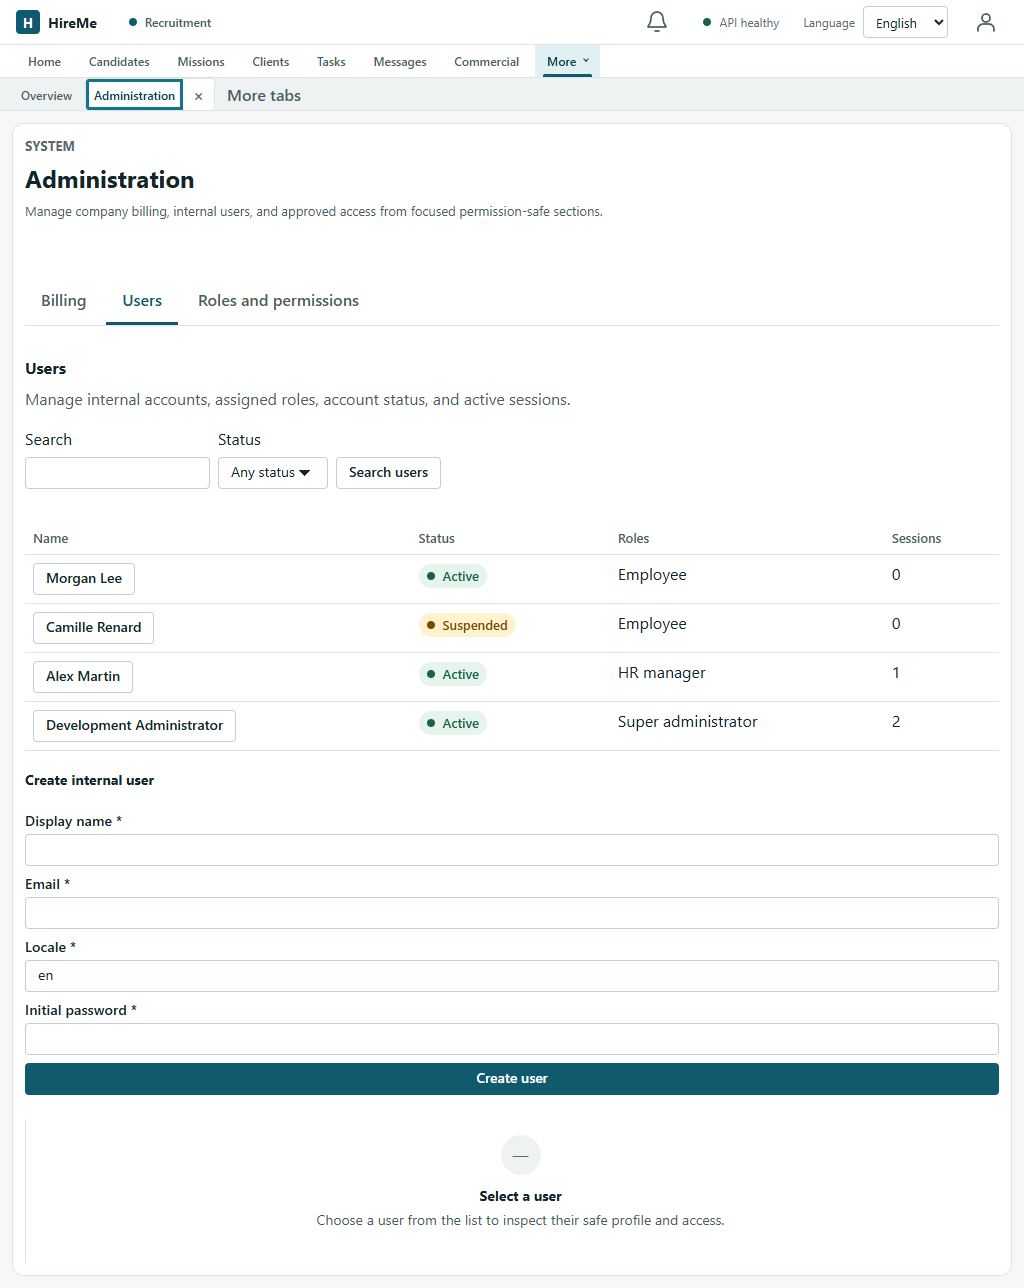 H HireMe Recruitment API healthy Language English
Home Candidates Missions Clients Tasks Messages Commercial More
Overview Administration × More tabs
SYSTEM
Administration
Manage company billing, internal users, and approved access from focused permission-safe sections.
Billing Users Roles and permissions
Users
Manage internal accounts, assigned roles, account status, and active sessions.
Search Status
Any status Search users
Name Status Roles Sessions
Morgan Lee Active Employee 0
Camille Renard Suspended Employee 0
Alex Martin Active HR manager 1
Development Administrator Active Super administrator 2
Create internal user
Display name *
Email *
Locale *
en
Initial password *
Create user
—
Select a user
Choose a user from the list to inspect their safe profile and access.